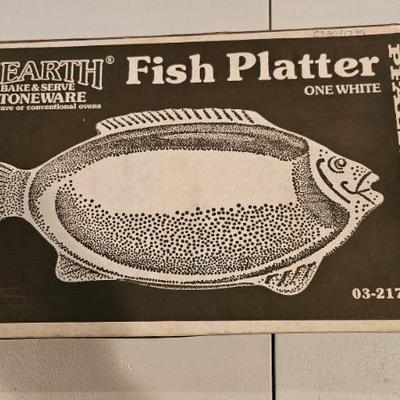 EARTH®
BAKE & SERVE
TONEWARE
ave or conventional ovens
Fish Platter
ONE WHITE
03-217